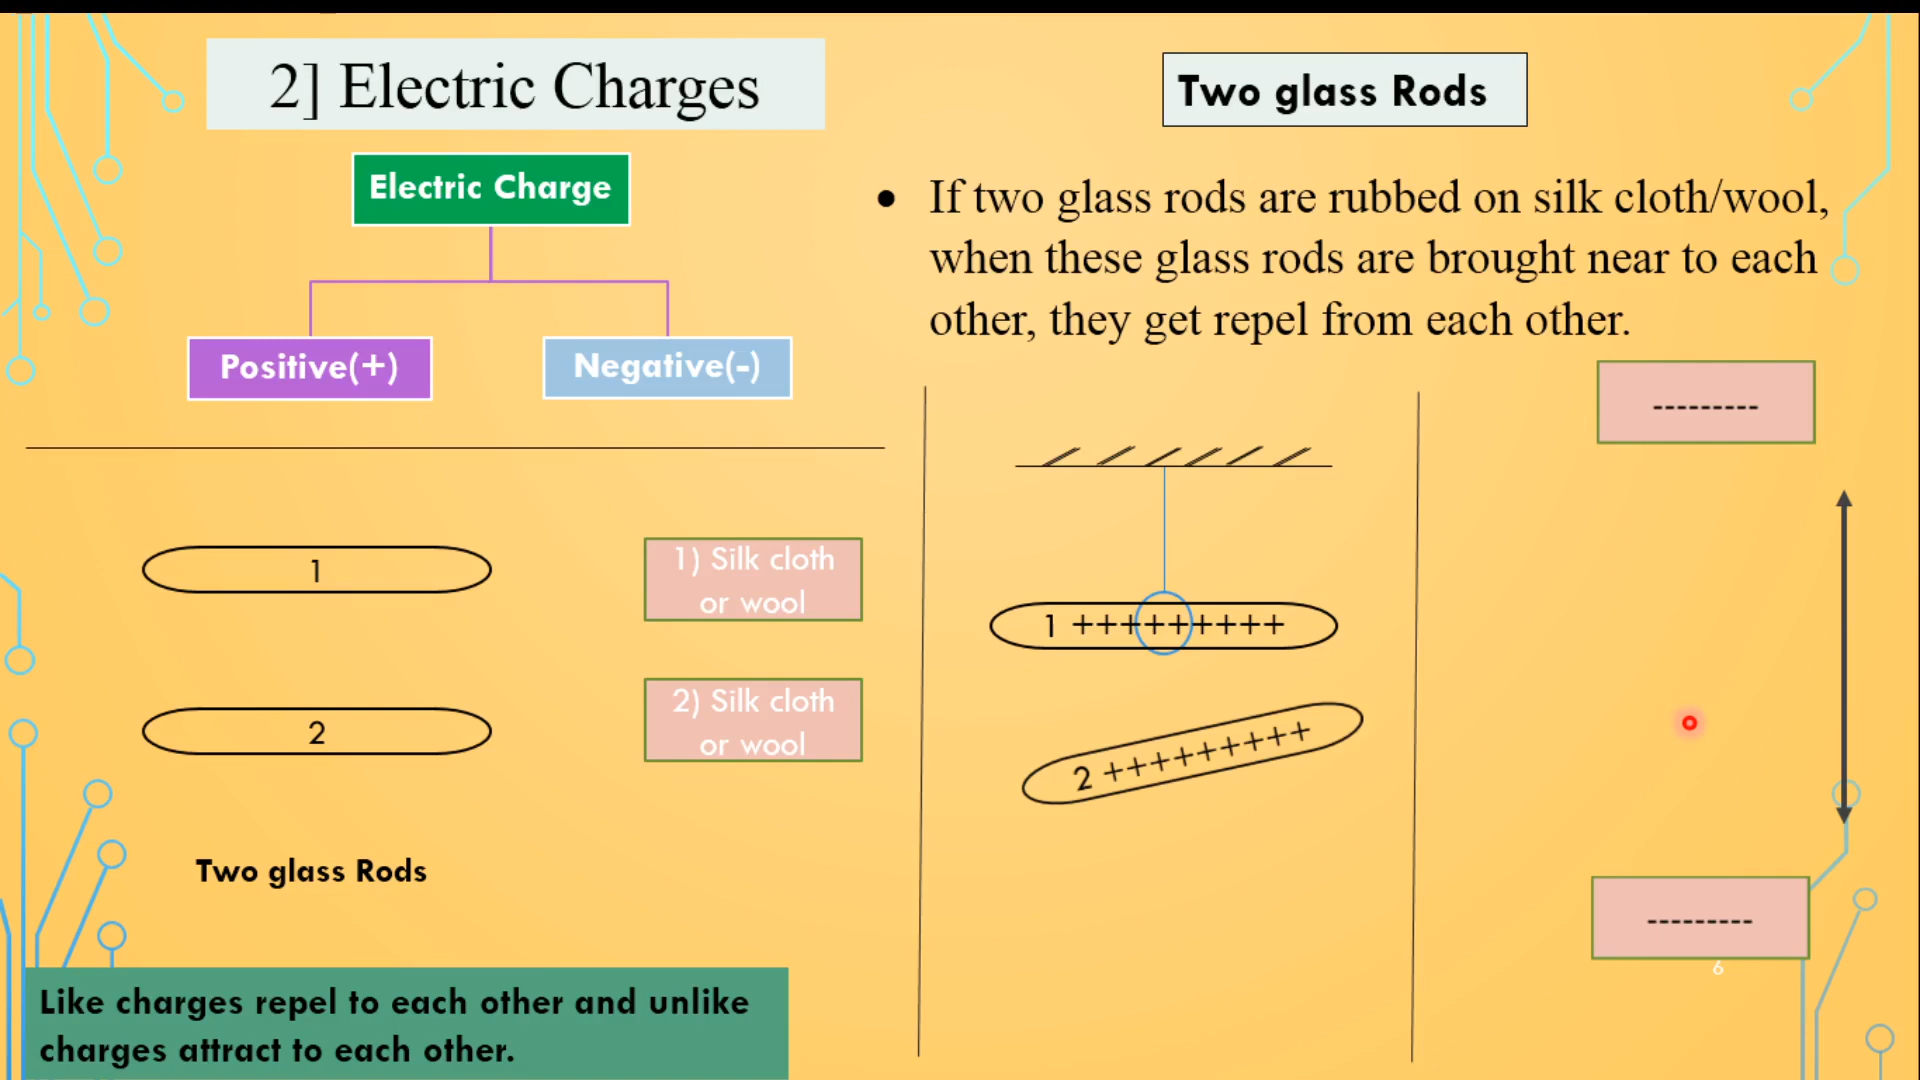 2] Electric Charges
Electric Charge
Positive(+)
Negative(-)
1
2
1) Silk cloth
or wool
2) Silk cloth
or wool
Two glass Rods
Like charges repel to each other and unlike
charges attract to each other.
Two glass Rods
• If two glass rods are rubbed on silk cloth/wool,
when these glass rods are brought near to each
other, they get repel from each other.
1 +++++++++
2 +++++++++
---------
---------
6